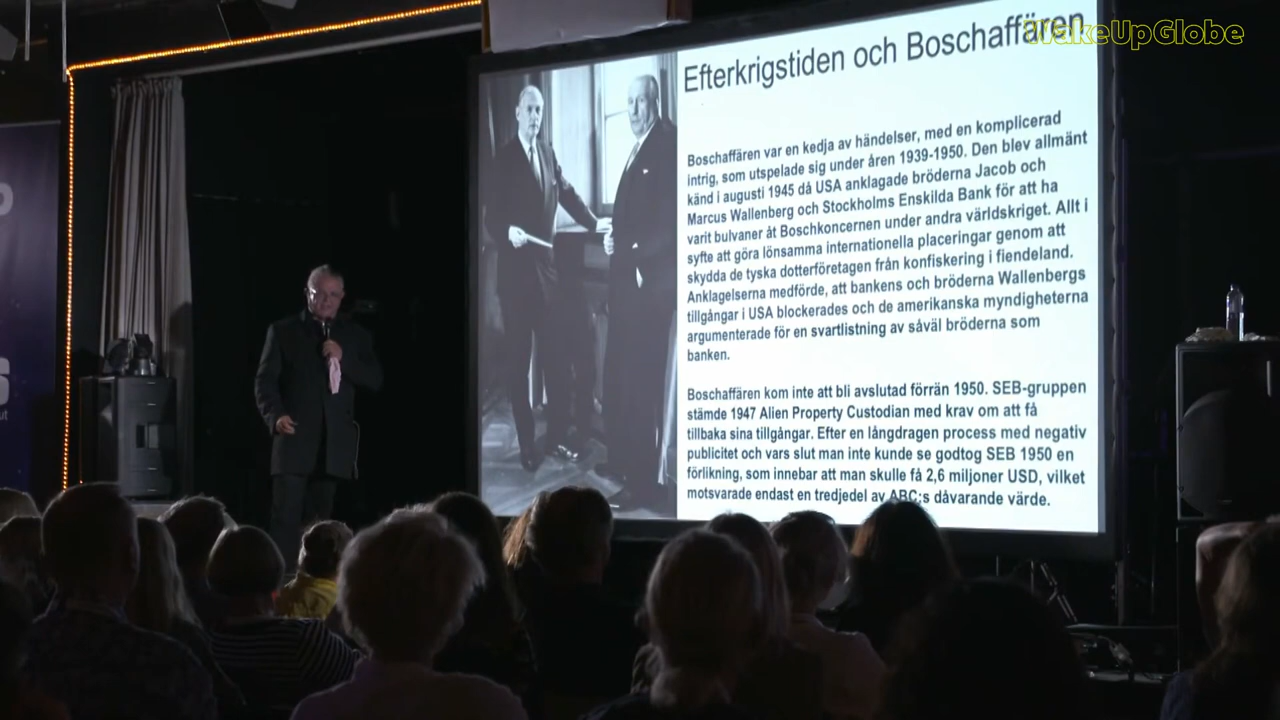 WakeUpGlobe
Efterkrigstiden och Boschaffären
Boschaffären var en kedja av händelser, med en komplicerad
intrig, som utspelade sig under åren 1939-1950. Den blev allmänt
känd i augusti 1945 då USA anklagade bröderna Jacob och
Marcus Wallenberg och Stockholms Enskilda Bank för att ha
varit bulvaner åt Boschkoncernen under andra världskriget. Allt i
syfte att göra lönsamma internationella placeringar genom att
skydda de tyska dotterföretagen från konfiskering i fiendeland.
Anklagelserna medförde, att bankens och bröderna Wallenbergs
tillgångar i USA blockerades och de amerikanska myndigheterna
argumenterade för en svartlistning av såväl bröderna som
banken.
Boschaffären kom inte att bli avslutad förrän 1950. SEB-gruppen
stämde 1947 Alien Property Custodian med krav om att få
tillbaka sina tillgångar. Efter en långdragen process med negativ
publicitet och vars slut man inte kunde se godtog SEB 1950 en
förlikning, som innebar att man skulle få 2,6 miljoner USD, vilket
motsvarade endast en tredjedel av ABC:s dåvarande värde.